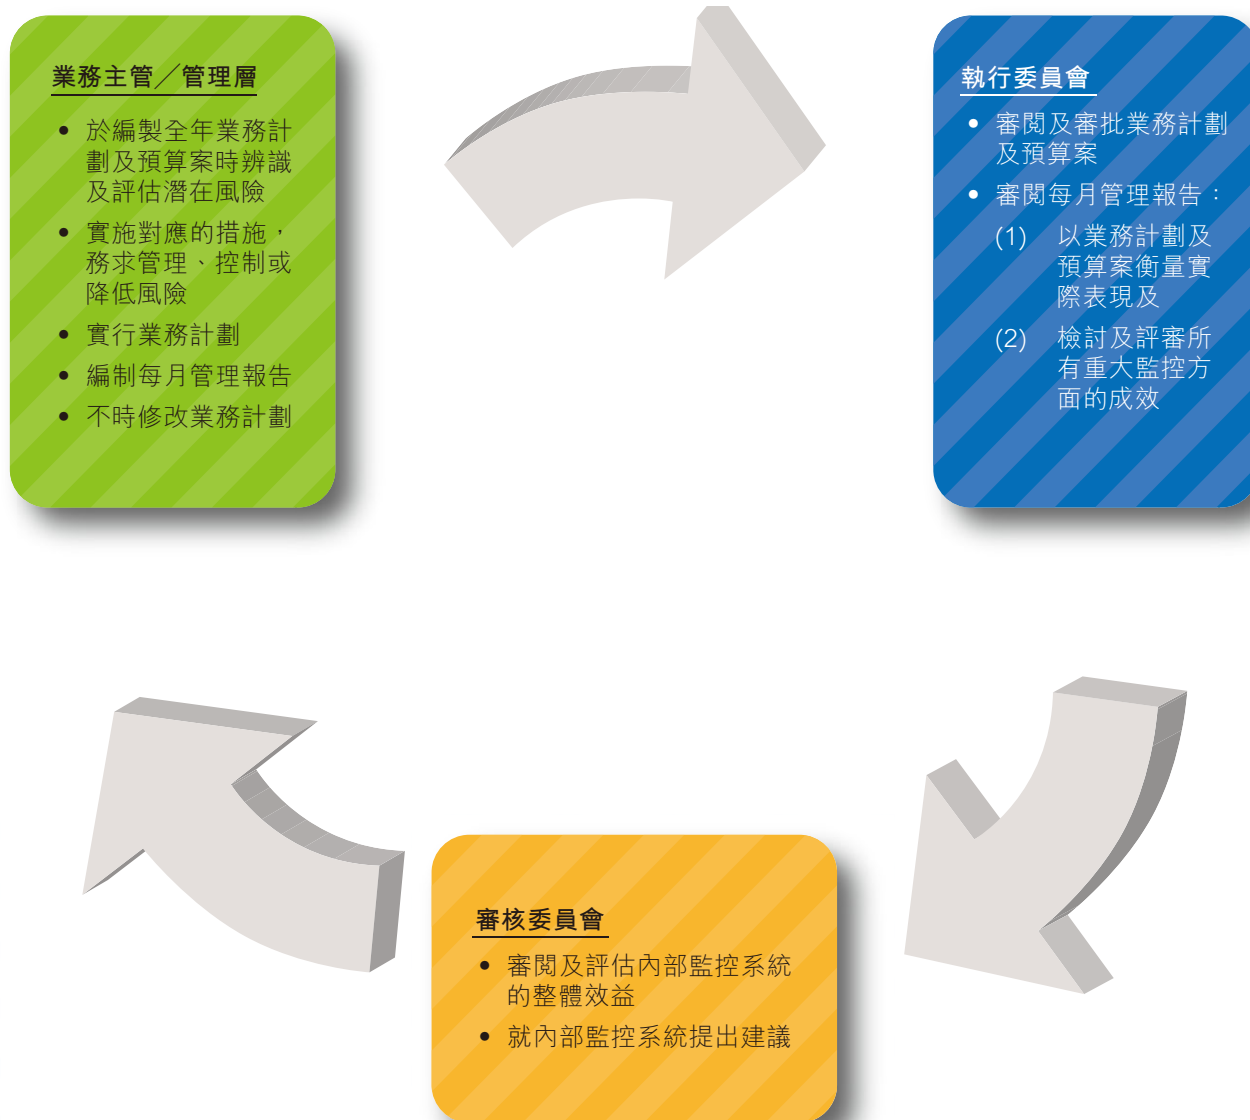 業務主管╱管理層
• 於編製全年業務計
劃及預算案時辨識
及評估潛在風險
• 實施對應的措施，
務求管理、控制或
降低風險
• 實行業務計劃
• 編制每月管理報告
• 不時修改業務計劃
執行委員會
• 審閱及審批業務計劃
及預算案
• 審閱每月管理報告：
(1) 以業務計劃及
預算案衡量實
際表現及
(2) 檢討及評審所
有重大監控方
面的成效
審核委員會
• 審閱及評估內部監控系統
的整體效益
• 就內部監控系統提出建議